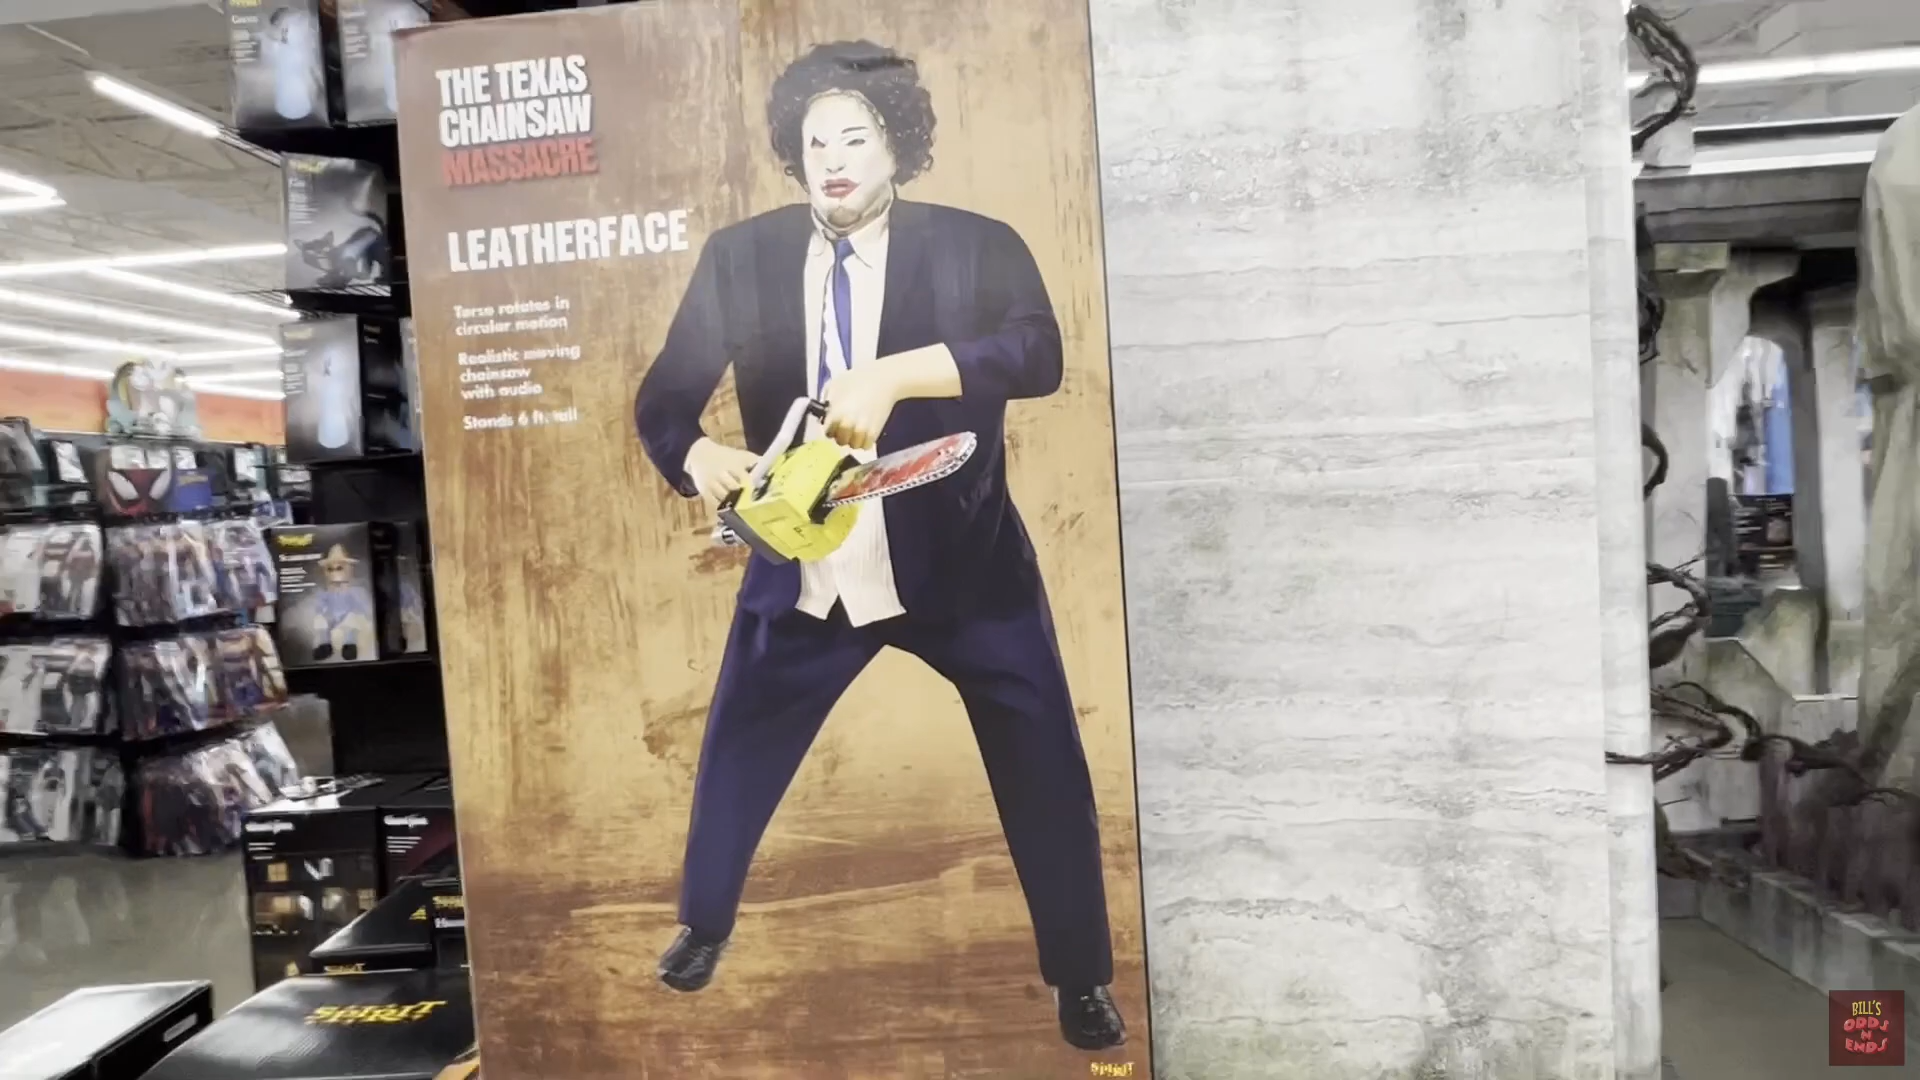 THE TEXAS
CHAINSAW
MASSACRE
LEATHERFACE
Torso rotates in
circular motion
Realistic moving
chainsaw
with audio
Stands 6 ft. tall
SPIRIT
SPIRIT
BILL'S
ODDS
N
ENDS